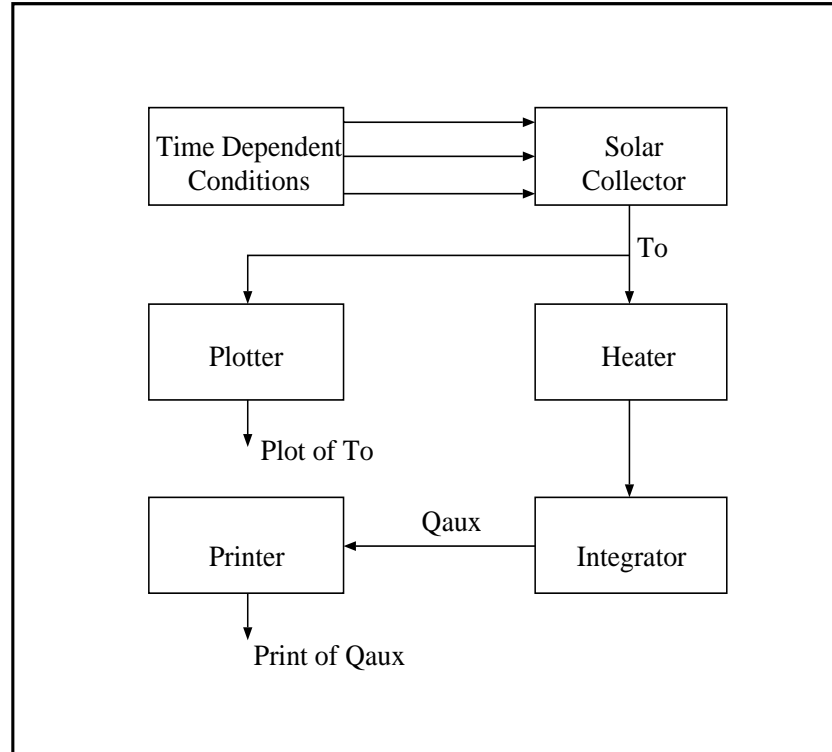 Time Dependent
Conditions
Solar
Collector
To
Plotter
Heater
Plot of To
Qaux
Printer
Integrator
Print of Qaux